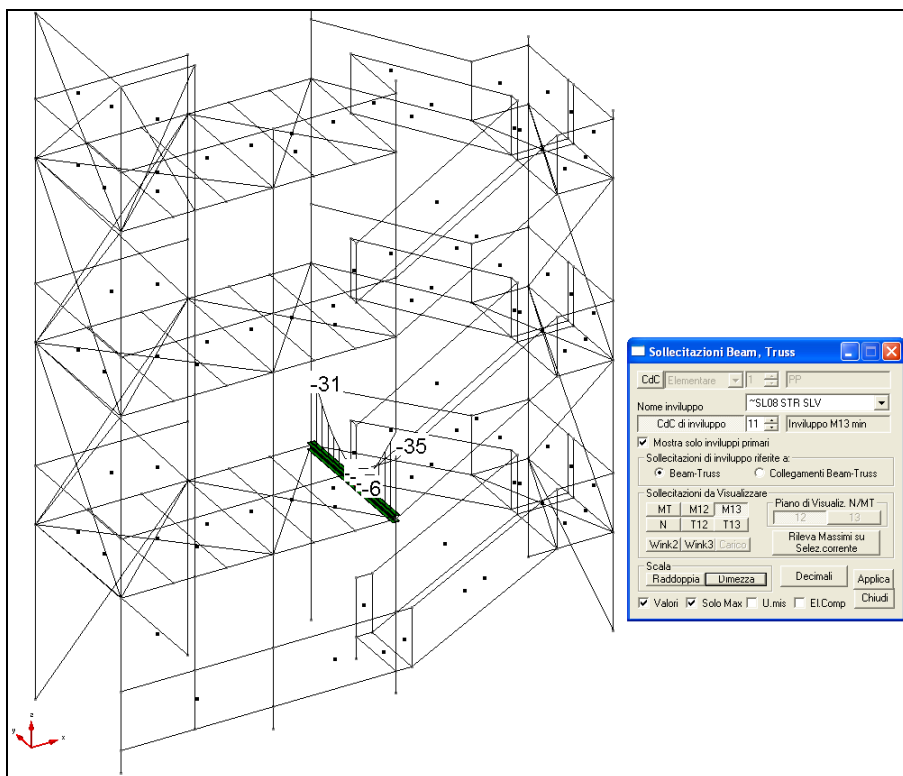 -31
-35
-6
z
y
x
Sollecitazioni Beam, Truss
CdC Elementare 1 PP
Nome inviluppo ~SL08 STR SLV
CdC di inviluppo 11 Inviluppo M13 min
Mostra solo inviluppi primari
Sollecitazioni di inviluppo riferite a:
Beam-Truss Collegamenti Beam-Truss
Sollecitazioni da Visualizzare
MT M12 M13
N T12 T13
Wink2 Wink3 Carico
Piano di Visualiz. N/MT
12 13
Rileva Massimi su
Selez.corrente
Scala
Raddoppia Dimezza
Decimali
Applica
Chiudi
Valori Solo Max U.mis El.Comp